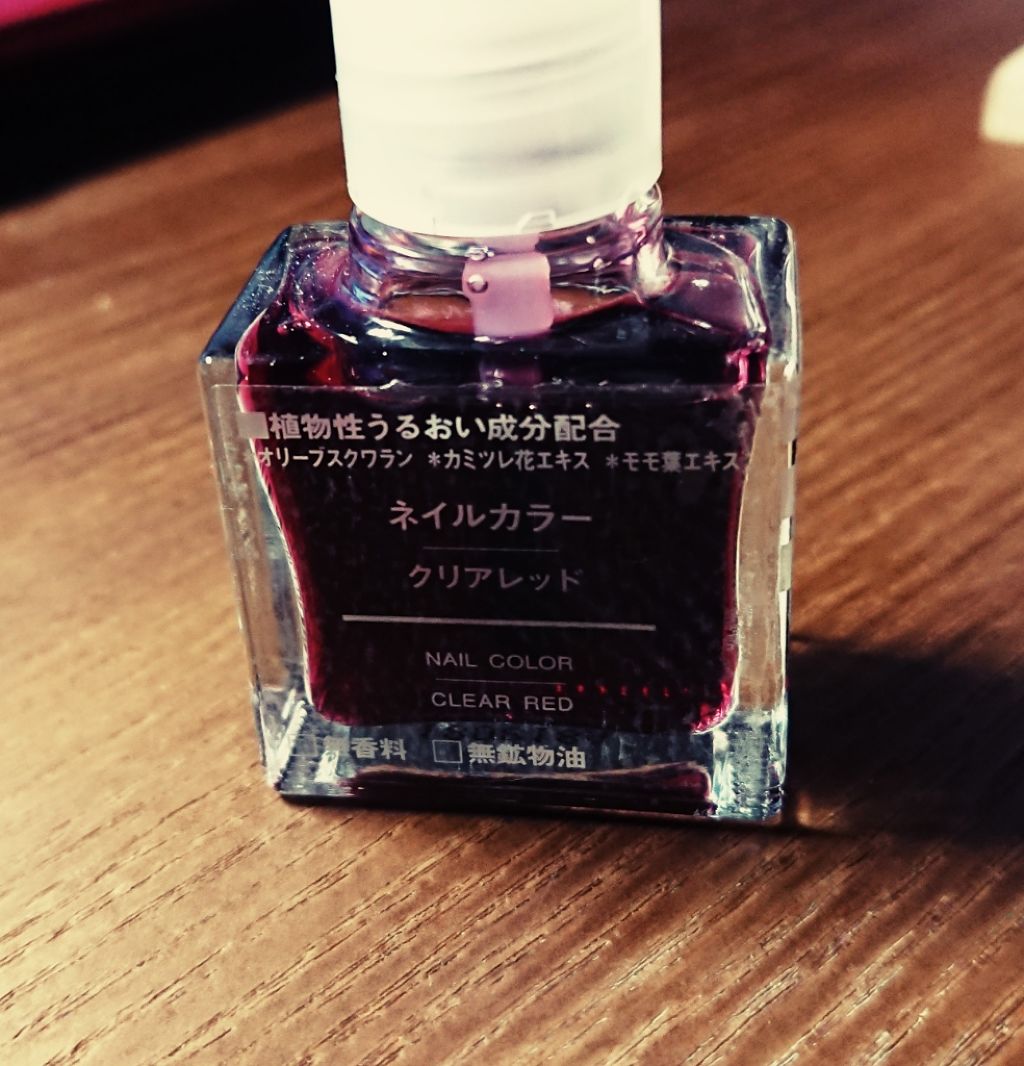 ■植物性うるおい成分配合
オリーブスクワラン *カミツレ花エキス *モモ葉エキス
ネイルカラー
クリアレッド
NAIL COLOR
CLEAR RED
□無香料 □無鉱物油